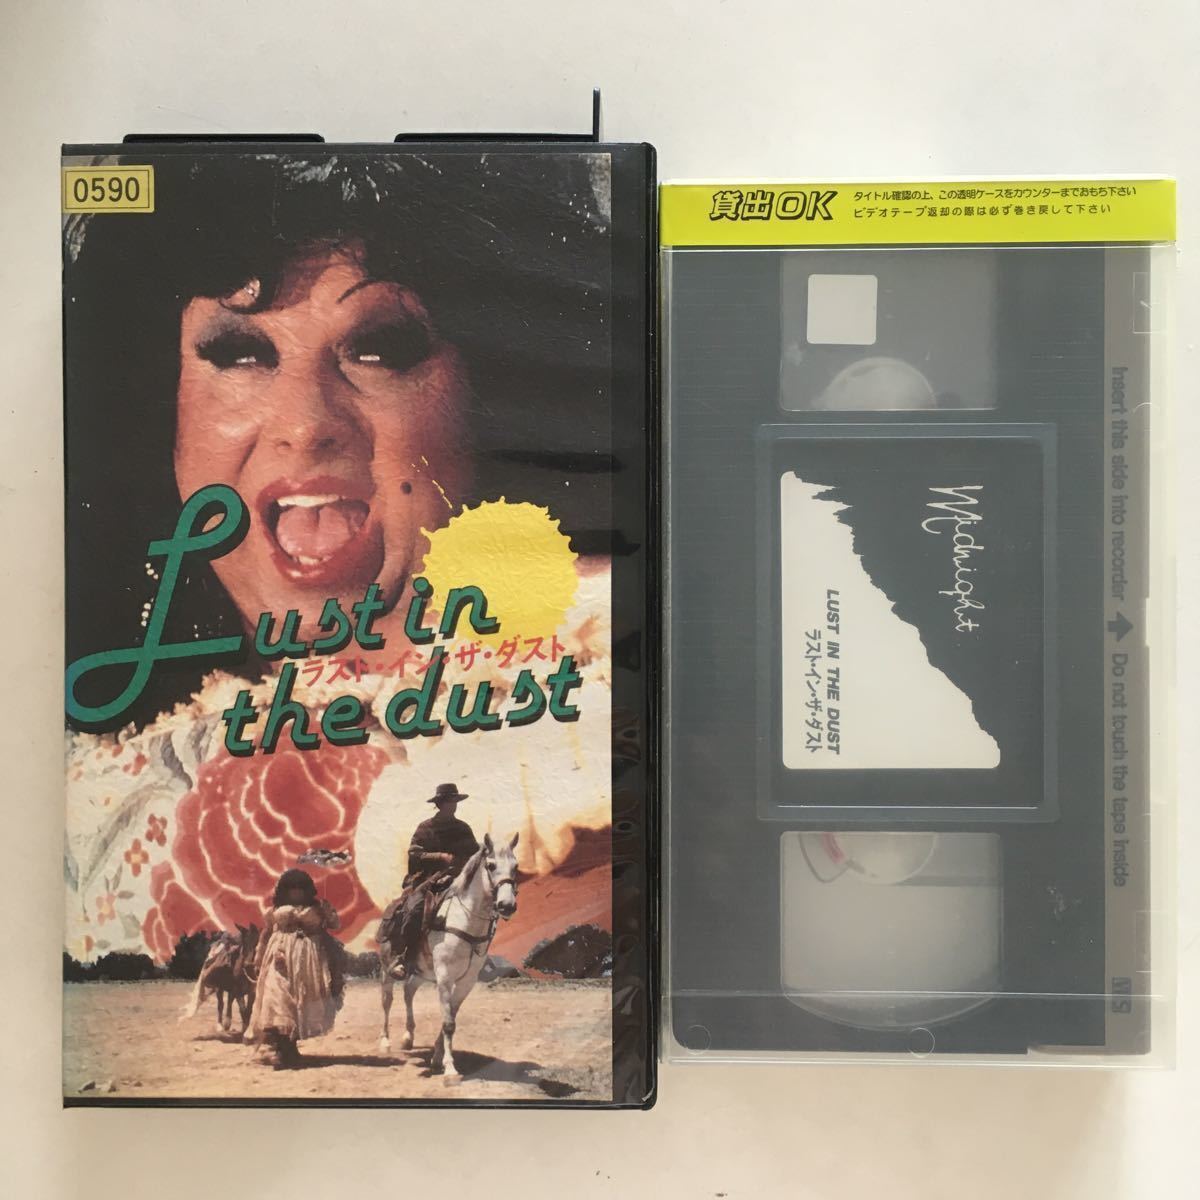 0590
Lust in
ラスト・イン・ザ・ダスト
the dust
貸出OK
タイトル確認の上、この透明ケースをカウンターまでおもち下さい
ビデオテープ返却の際は必ず巻き戻して下さい
Midnight
LUST IN THE DUST
ラスト・イン・ザ・ダスト
Insert this side into recorder ⬆ Do not touch the tape inside